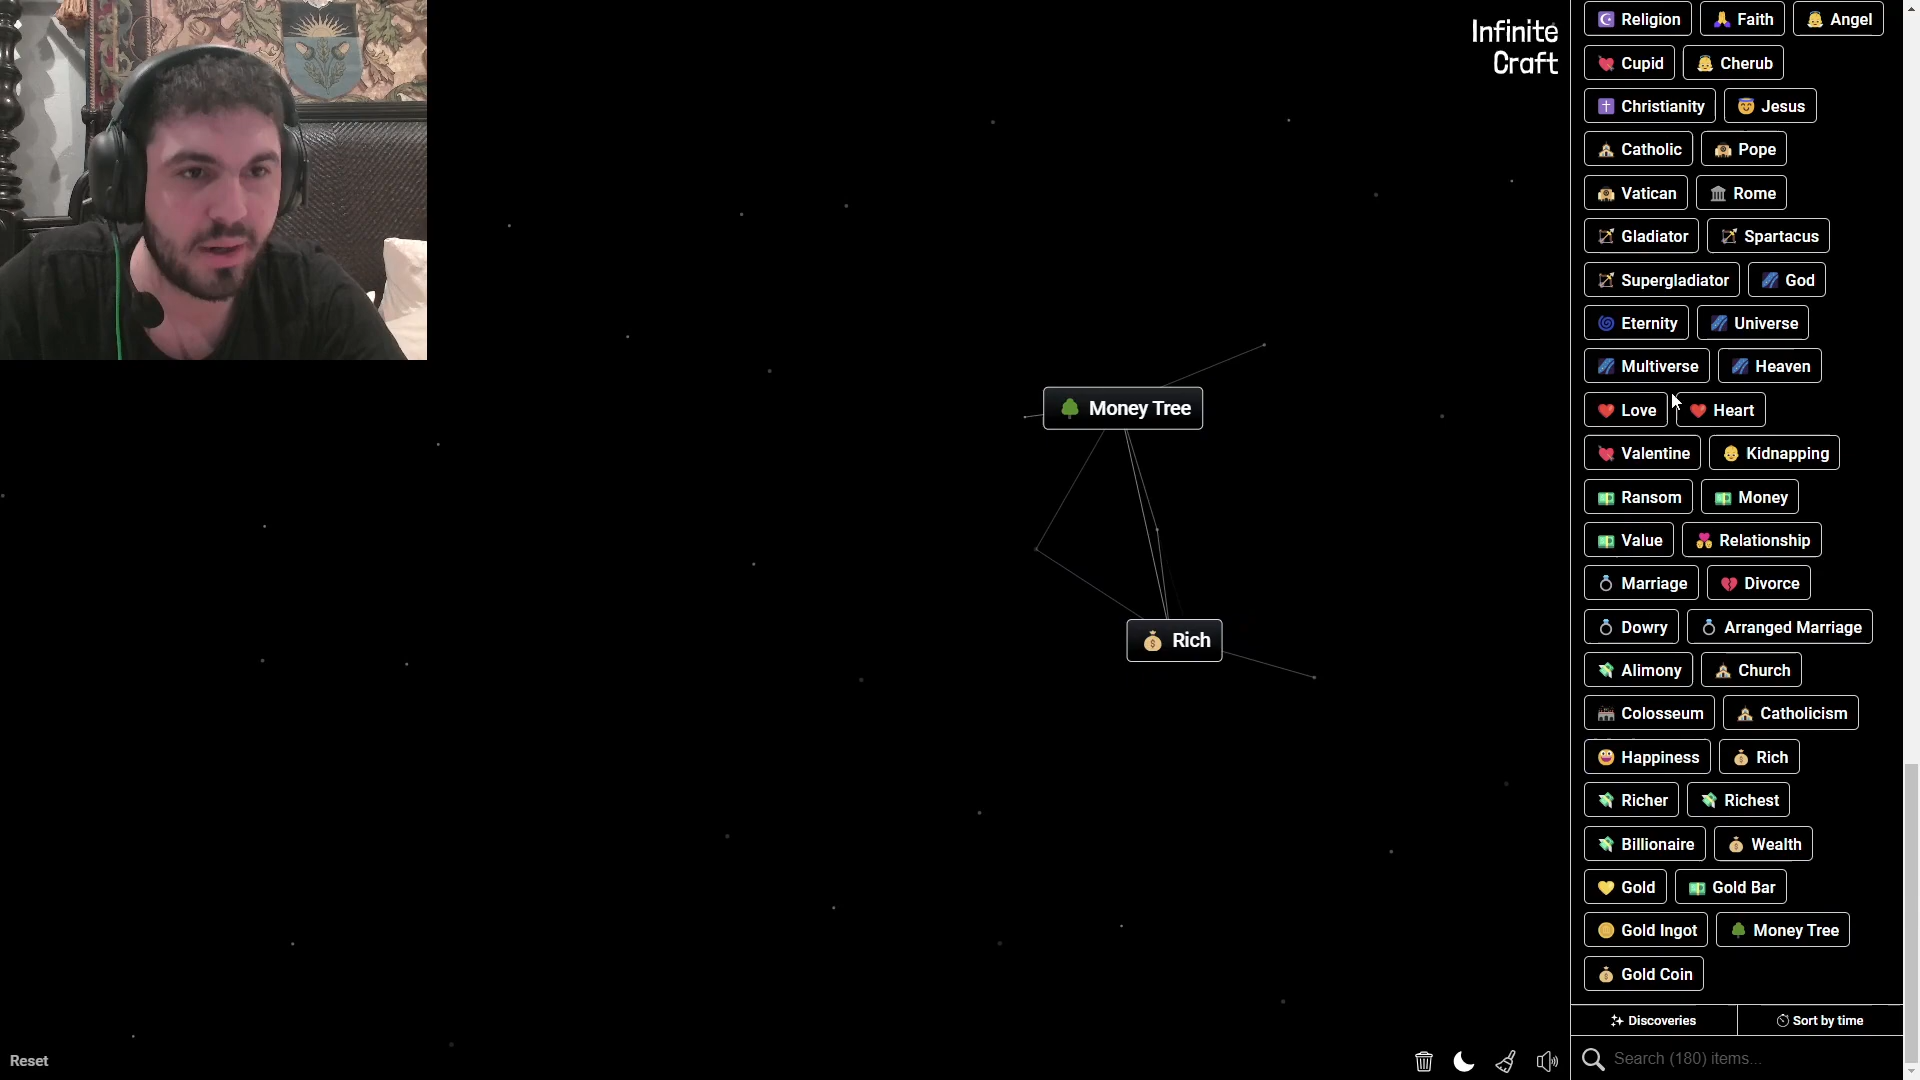 Infinite
Craft
Money Tree
Rich
Religion Faith Angel
Cupid Cherub
Christianity Jesus
Catholic Pope
Vatican Rome
Gladiator Spartacus
Supergladiator God
Eternity Universe
Multiverse Heaven
Love Heart
Valentine Kidnapping
Ransom Money
Value Relationship
Marriage Divorce
Dowry Arranged Marriage
Alimony Church
Colosseum Catholicism
Happiness Rich
Richer Richest
Billionaire Wealth
Gold Gold Bar
Gold Ingot Money Tree
Gold Coin
Discoveries Sort by time
Search (180) items...
Reset